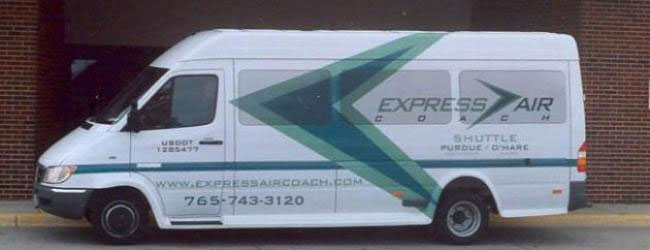 EXPRESS AIR
COACH
SHUTTLE
PURDUE / O'HARE
USDOT
1285477
WWW.EXPRESSAIRCOACH.COM
765-743-3120